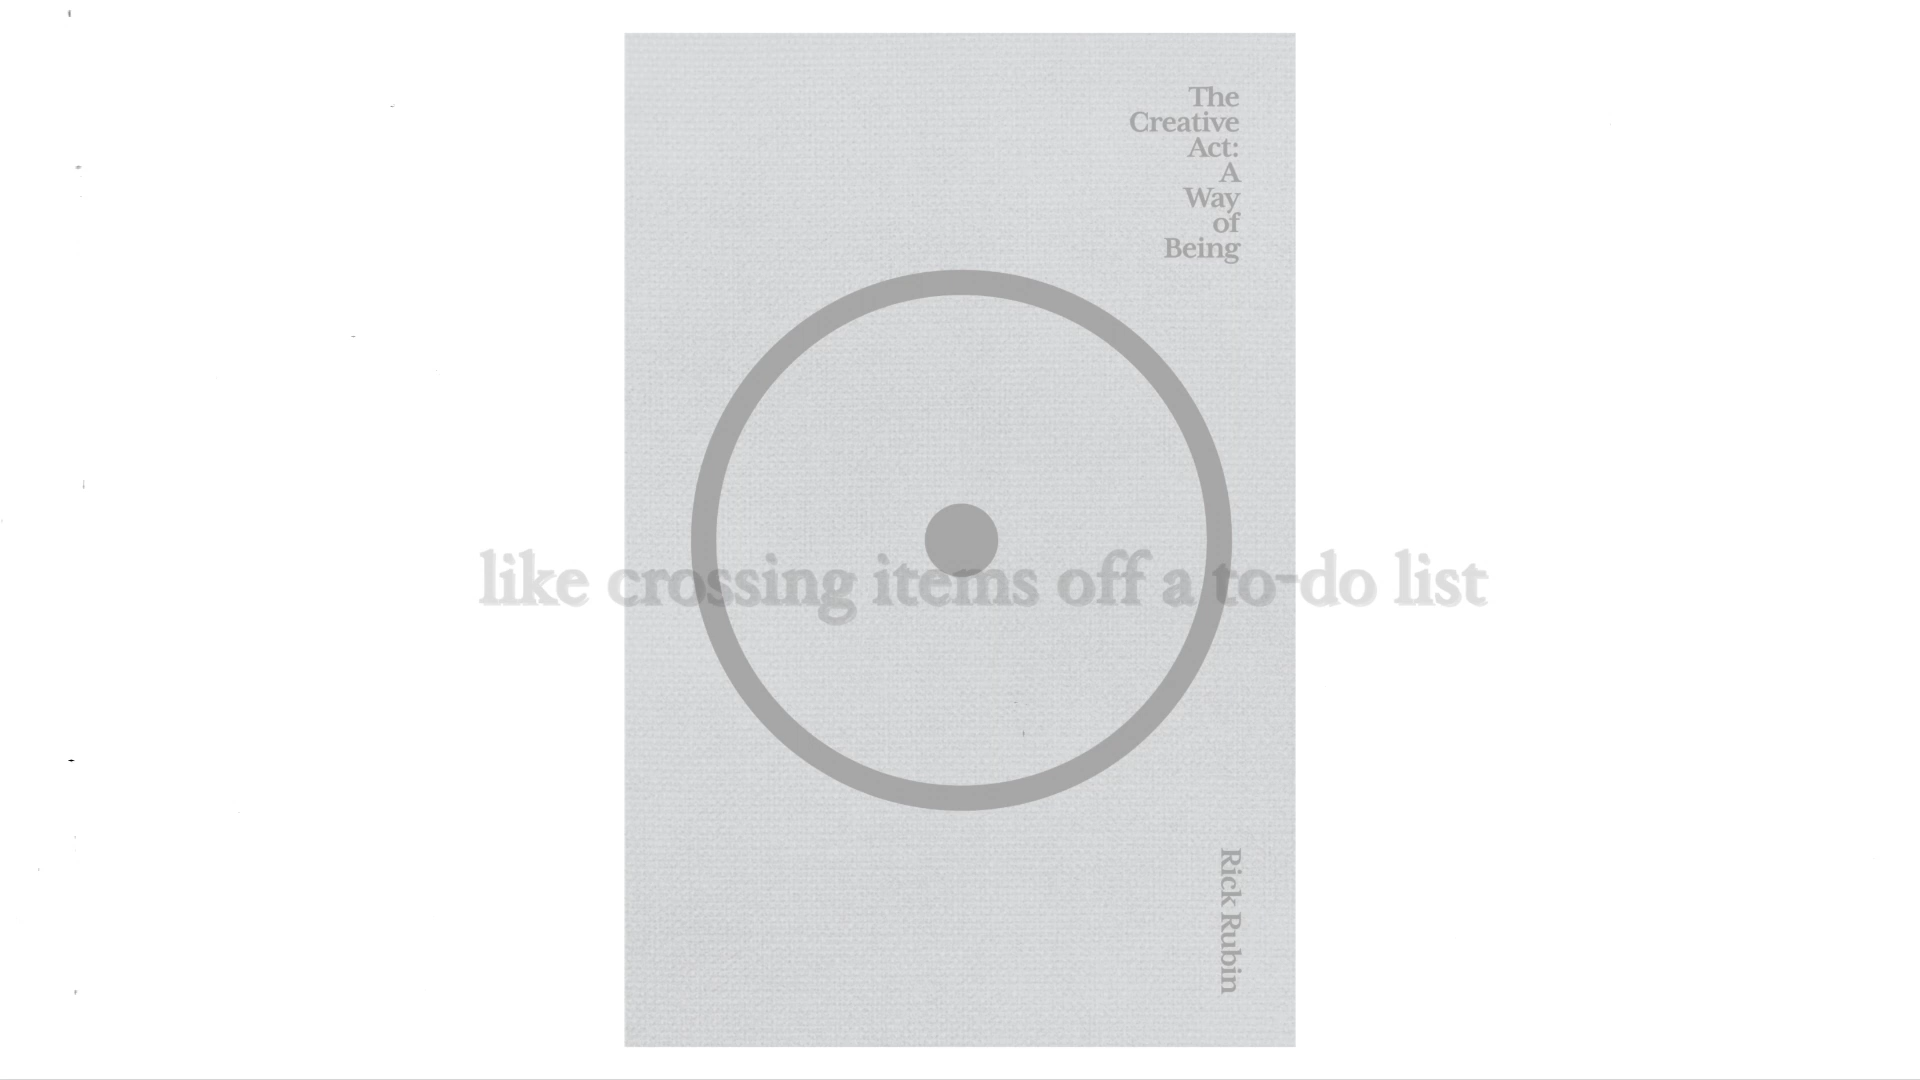 The
Creative
Act:
A
Way
of
Being
like crossing items off a to-do list
Rick Rubin